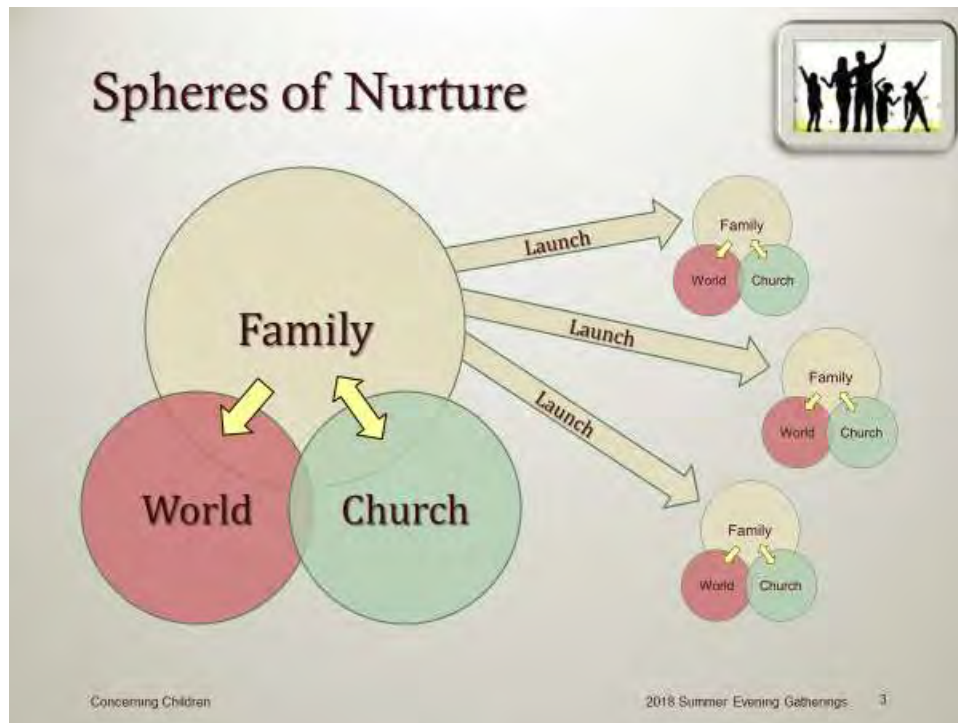 Spheres of Nurture
Family
World
Church
Launch
Launch
Launch
Family
World
Church
Family
World
Church
Family
World
Church
Concerning Children
2018 Summer Evening Gatherings
3